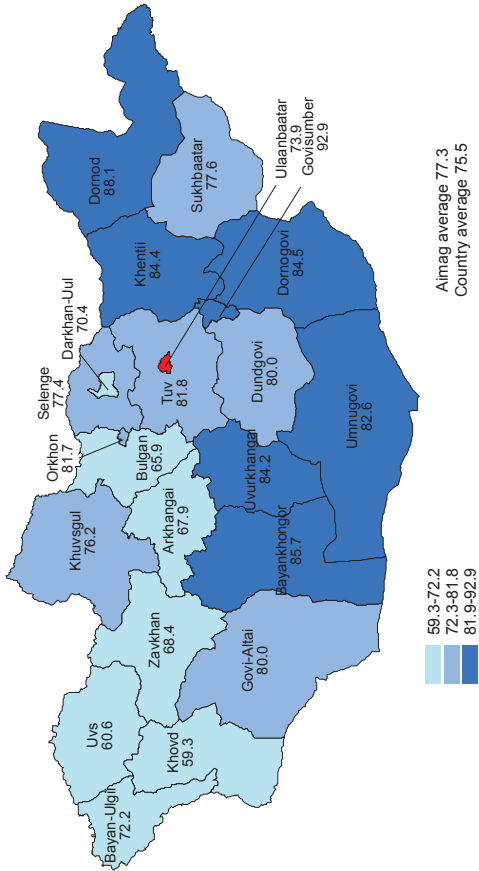 Bayan-Ulgii
72.2
Uvs
60.6
Khovd
59.3
Zavkhan
68.4
Govi-Altai
80.0
Khuvsgul
76.2
Arkhangai
67.9
Bayankhongor
85.7
Orkhon
81.7
Bulgan
65.9
Uvurkhangai
84.2
Selenge
77.4
Darkhan-Uul
70.4
Tuv
81.8
Dundgovi
80.0
Umnugovi
82.6
Khentii
84.4
Dornogovi
84.5
Dornod
88.1
Sukhbaatar
77.6
Ulaanbaatar
73.9
Govisumber
92.9
59.3-72.2
72.3-81.8
81.9-92.9
Aimag average 77.3
Country average 75.5